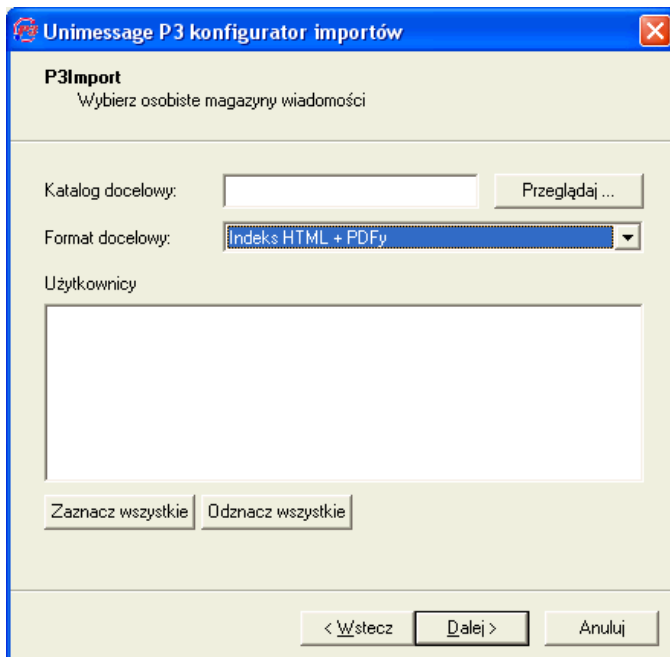 Unimessage P3 konfigurator importów
P3Import
Wybierz osobiste magazyny wiadomości
Katalog docelowy:
Przeglądaj ...
Format docelowy:
Indeks HTML + PDFy
Użytkownicy
Zaznacz wszystkie
Odznacz wszystkie
< Wstecz
Dalej >
Anuluj